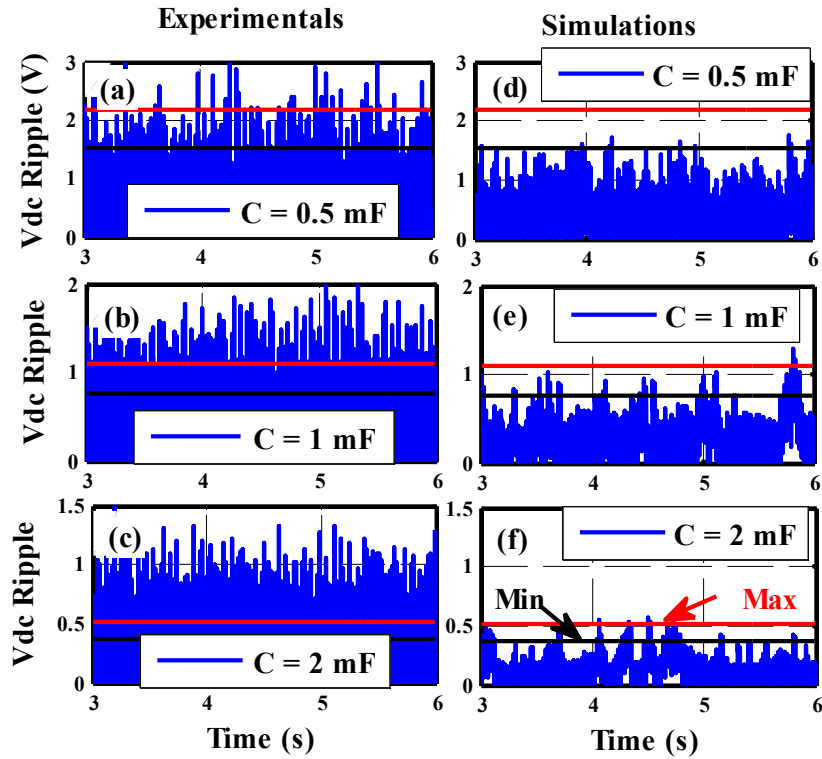 Experimentals
Simulations
Vdc Ripple (V)
3
2
1
0
(a)
C = 0.5 mF
3
4
5
6
3
2
1
0
(d)
C = 0.5 mF
3
4
5
6
Vdc Ripple
2
1
0
(b)
C = 1 mF
3
4
5
6
2
1
0
(e)
C = 1 mF
3
4
5
6
Vdc Ripple
1.5
1
0.5
0
(c)
C = 2 mF
3
4
5
6
Time (s)
1.5
1
0.5
0
(f)
C = 2 mF
Min
Max
3
4
5
6
Time (s)